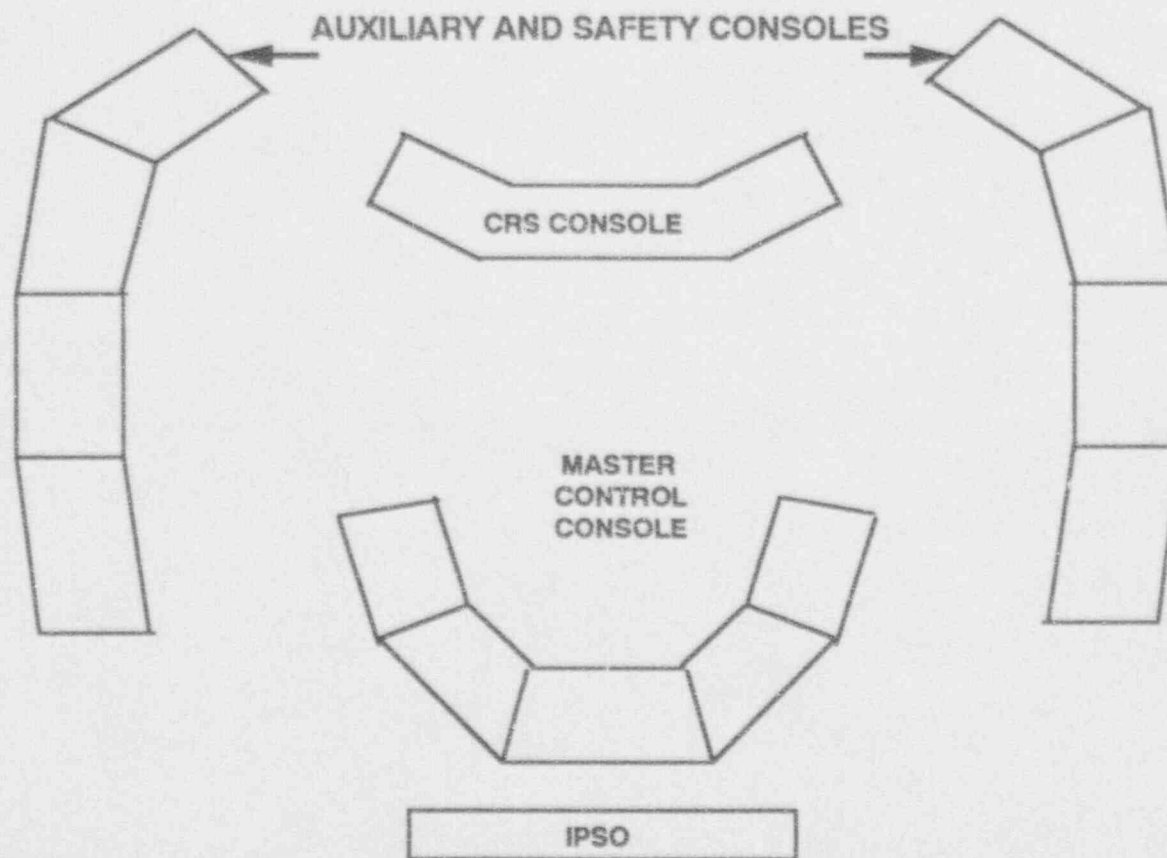 AUXILIARY AND SAFETY CONSOLES
CRS CONSOLE
MASTER
CONTROL
CONSOLE
IPSO